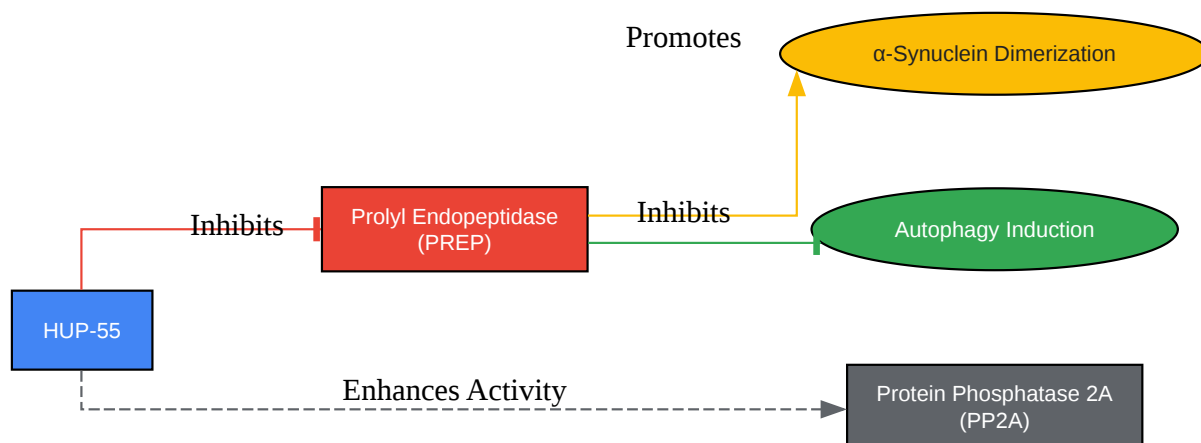 Promotes
α-Synuclein Dimerization
Inhibits
Prolyl Endopeptidase
(PREP)
Inhibits
Autophagy Induction
HUP-55
Enhances Activity
Protein Phosphatase 2A
(PP2A)